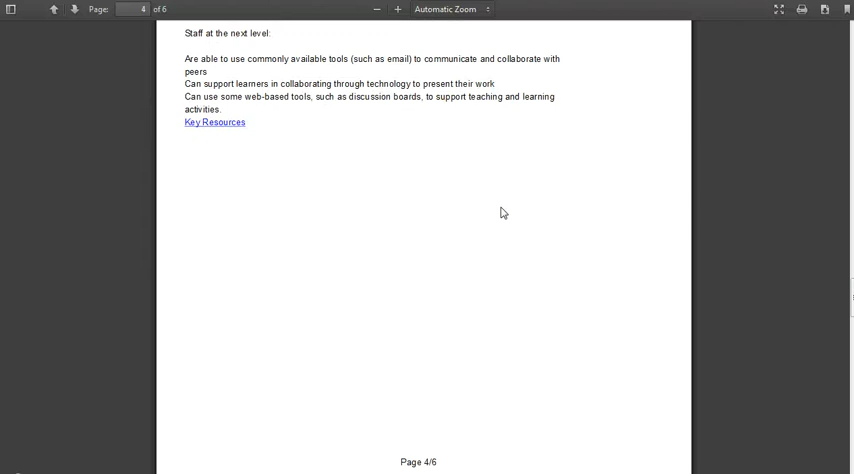 Page: 4 of 6 Automatic Zoom
Staff at the next level:
Are able to use commonly available tools (such as email) to communicate and collaborate with
peers
Can support learners in collaborating through technology to present their work
Can use some web-based tools, such as discussion boards, to support teaching and learning
activities.
Key Resources
Page 4/6